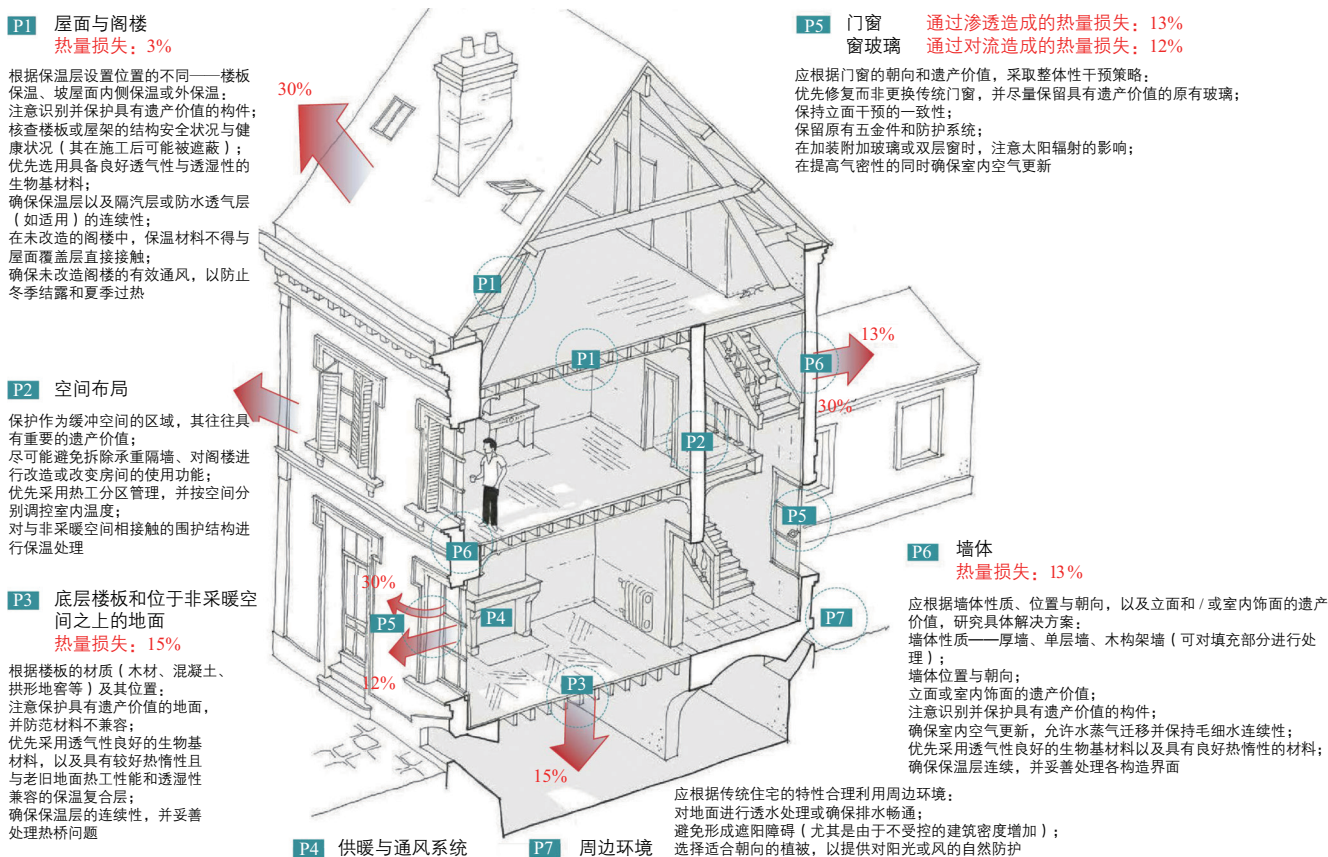 P1 屋面与阁楼
热量损失：3%
根据保温层设置位置的不同——楼板
保温、坡屋面内侧保温或外保温；
注意识别并保护具有遗产价值的构件；
核查楼板或屋架的结构安全状况与健
康状况（其在施工后可能被遮蔽）；
优先选用具备良好透气性与透湿性的
生物基材料；
确保保温层以及隔汽层或防水透气层
（如适用）的连续性；
在未改造的阁楼中，保温材料不得与
屋面覆盖层直接接触；
确保未改造阁楼的有效通风，以防止
冬季结露和夏季过热
P2 空间布局
保护作为缓冲空间的区域，其往往具
有重要的遗产价值；
尽可能避免拆除承重隔墙、对阁楼进
行改造或改变房间的使用功能；
优先采用热工分区管理，并按空间分
别调控室内温度；
对与非采暖空间相接触的围护结构进
行保温处理
P3 底层楼板和位于非采暖空
间之上的地面
热量损失：15%
根据楼板的材质（木材、混凝土、
拱形地窖等）及其位置：
注意保护具有遗产价值的地面，
并防范材料不兼容；
优先采用透气性良好的生物基
材料，以及具有较好热惰性且
与老旧地面热工性能和透湿性
兼容的保温复合层；
确保保温层的连续性，并妥善
处理热桥问题
30%
P1
P1
13%
P6
30%
P2
P5
P6
30%
P5
P4
12%
P3
P7
15%
P5 门窗 通过渗透造成的热量损失：13%
窗玻璃 通过对流造成的热量损失：12%
应根据门窗的朝向和遗产价值，采取整体性干预策略：
优先修复而非更换传统门窗，并尽量保留具有遗产价值的原有玻璃；
保持立面干预的一致性；
保留原有五金件和防护系统；
在加装附加玻璃或双层窗时，注意太阳辐射的影响；
在提高气密性的同时确保室内空气更新
P6 墙体
热量损失：13%
应根据墙体性质、位置与朝向，以及立面和/或室内饰面的遗产
价值，研究具体解决方案：
墙体性质——厚墙、单层墙、木构架墙（可对填充部分进行处
理）；
墙体位置与朝向；
立面或室内饰面的遗产价值；
注意识别并保护具有遗产价值的构件；
确保室内空气更新，允许水蒸气迁移并保持毛细水连续性；
优先采用透气性良好的生物基材料以及具有良好热惰性的材料；
确保保温层连续，并妥善处理各构造界面
P4 供暖与通风系统
P7 周边环境
应根据传统住宅的特性合理利用周边环境：
对地面进行透水处理或确保排水畅通；
避免形成遮阳障碍（尤其是由于不受控的建筑密度增加）；
选择适合朝向的植被，以提供对阳光或风的自然防护